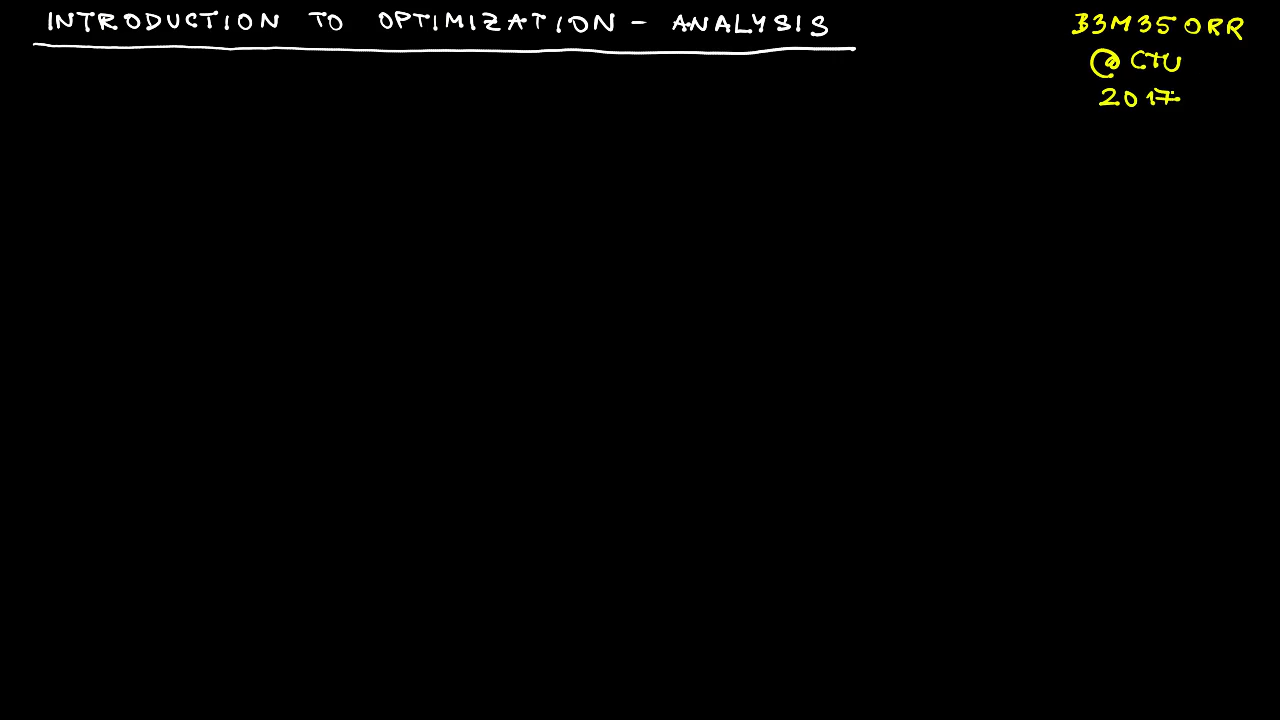 INTRODUCTION TO OPTIMIZATION - ANALYSIS
B3M35ORR
@CTU
2017